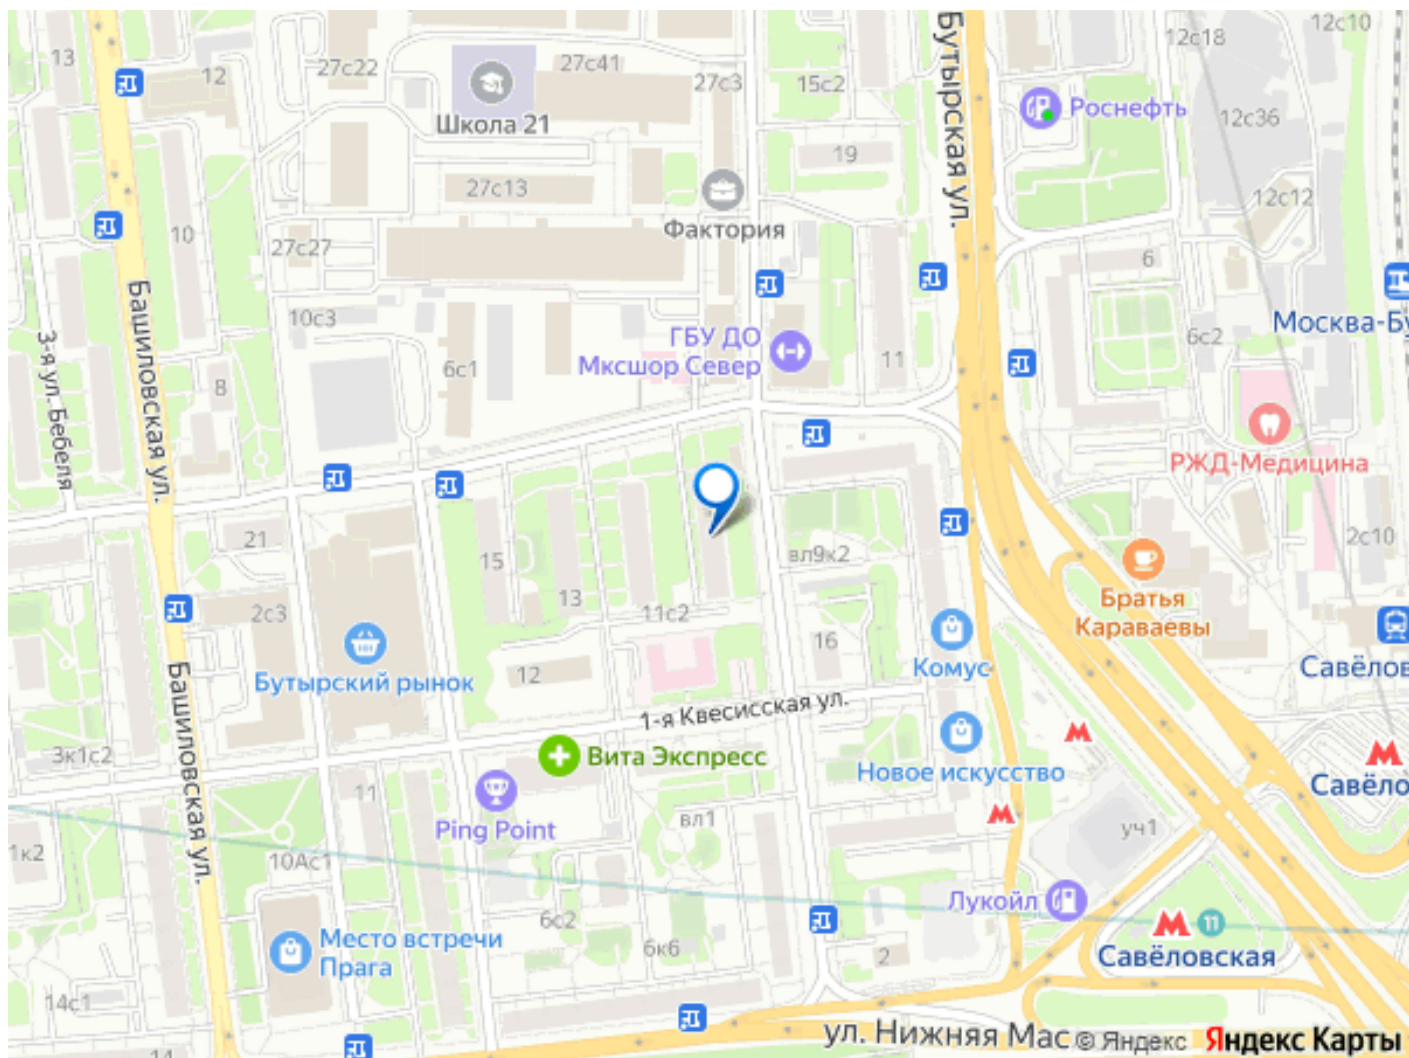 13
12
27с22
27с41
27с3
15с2
12с18
12с10
Школа 21
Бутырская ул.
Роснефть
12с36
19
27с13
12с12
Фактория
10
27с27
6
Башиловская ул.
10с3
6с2
Москва-Бу
3-я ул. Бебеля
ГБУ ДО
Мксшор Север
11
6с1
8
РЖД-Медицина
21
15
вл9к2
2с10
13
11с2
2с3
Братья
Караваевы
16
Комус
Савёлов
Бутырский рынок
12
1-я Квесисская ул.
Башиловская ул.
3к1с2
Вита Экспресс
Новое искусство
Савёло
11
Ping Point
вл1
уч1
1к2
10Ас1
Лукойл
6с2
11
Место встречи
Прага
6к6
2
Савёловская
14с1
ул. Нижняя Мас
© Яндекс
Яндекс Карты
14